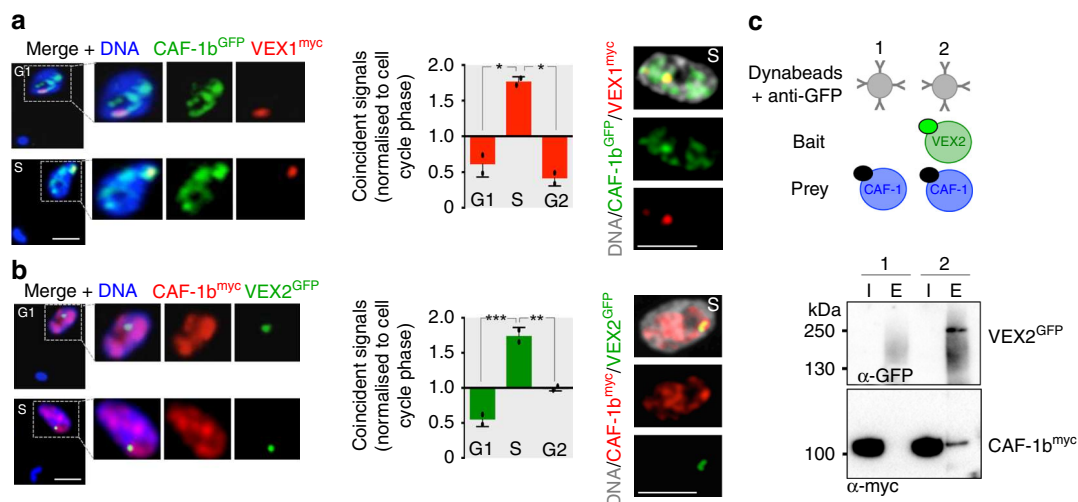 a
Merge + DNA CAF-1b^GFP VEX1^myc
G1
S
Coincident signals
(normalised to cell
cycle phase)
2.0
1.5
1.0
0.5
0
* *
G1 S G2
S
DNA/CAF-1b^GFP/VEX1^myc
b
Merge + DNA CAF-1b^myc VEX2^GFP
G1
S
Coincident signals
(normalised to cell
cycle phase)
2.0
1.5
1.0
0.5
0
*** **
G1 S G2
S
DNA/CAF-1b^myc/VEX2^GFP
c
1 2
Dynabeads
+ anti-GFP
Bait
VEX2
Prey
CAF-1 CAF-1
1 2
I E I E
kDa
250
130
VEX2^GFP
α-GFP
100
CAF-1b^myc
α-myc